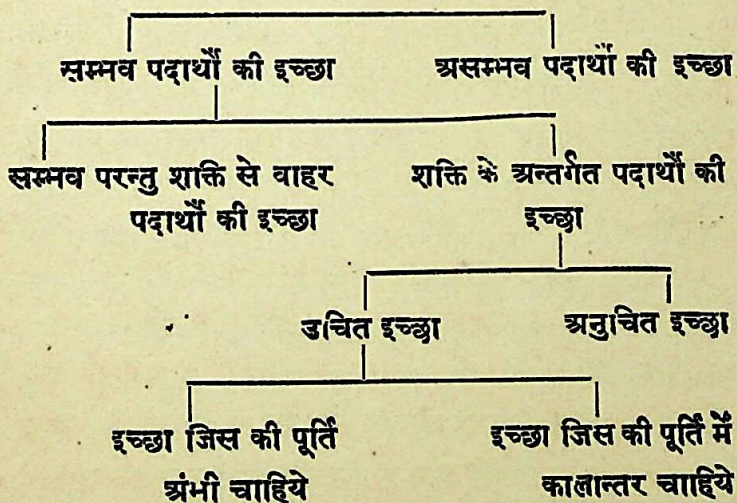 सम्भव पदार्थों की इच्छा
असम्भव पदार्थों की इच्छा
सम्भव परन्तु शक्ति से वाहर
पदार्थों की इच्छा
शक्ति के अन्तर्गत पदार्थों की
इच्छा
उचित इच्छा
अनुचित इच्छा
इच्छा जिस की पूर्ति
अंभी चाहिये
इच्छा जिस की पूर्ति में
कालान्तर चाहिये